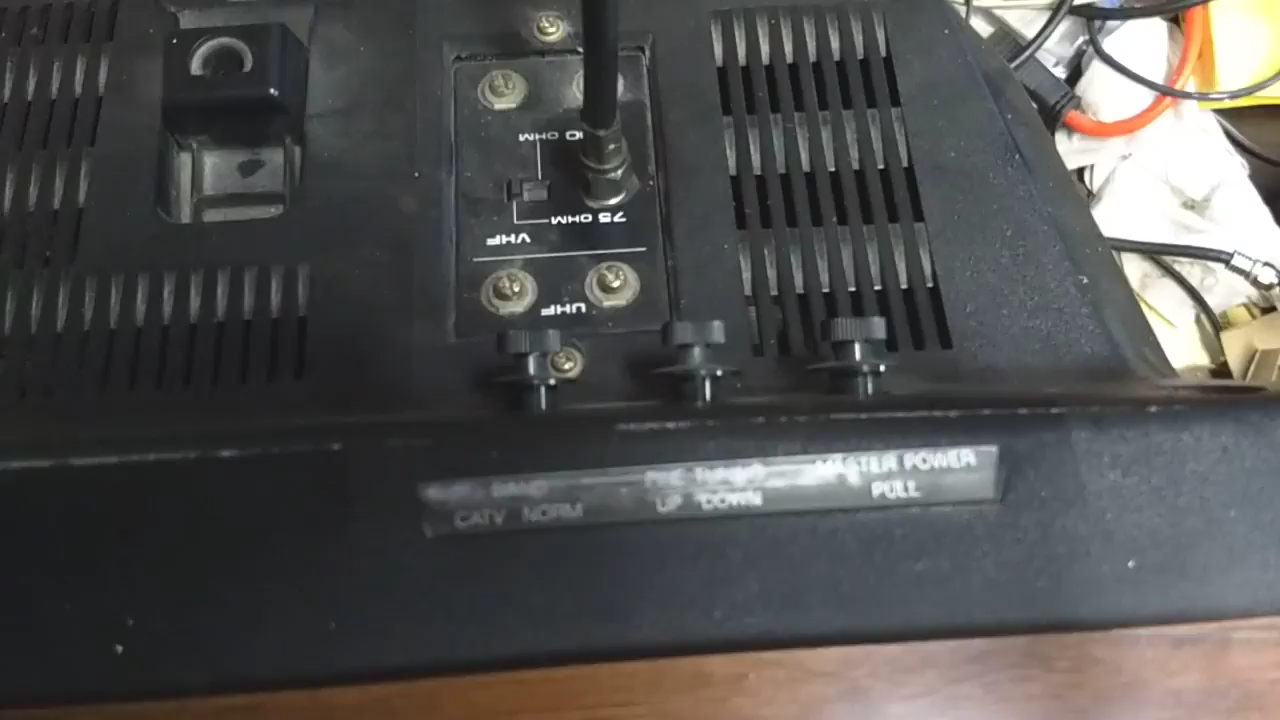 OHM
75 OHM
VHF
UHF
MASTER POWER
CATV NORM UP DOWN PULL